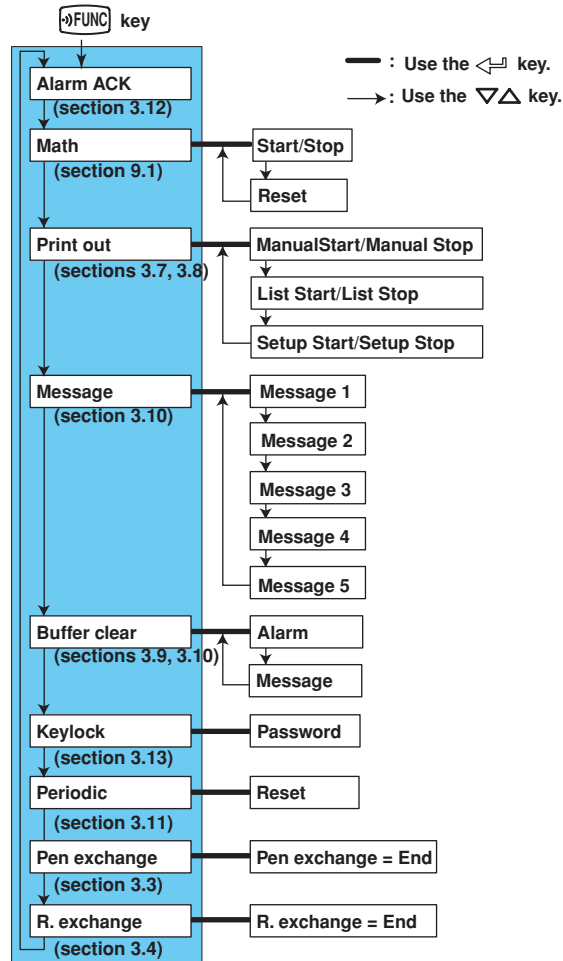 FUNC key
: Use the key.
: Use the ▽△ key.
Alarm ACK
(section 3.12)
Math
Start/Stop
(section 9.1)
Reset
Print out
ManualStart/Manual Stop
(sections 3.7, 3.8)
List Start/List Stop
Setup Start/Setup Stop
Message
Message 1
(section 3.10)
Message 2
Message 3
Message 4
Message 5
Buffer clear
Alarm
(sections 3.9, 3.10)
Message
Keylock
Password
(section 3.13)
Periodic
Reset
(section 3.11)
Pen exchange
Pen exchange = End
(section 3.3)
R. exchange
R. exchange = End
(section 3.4)